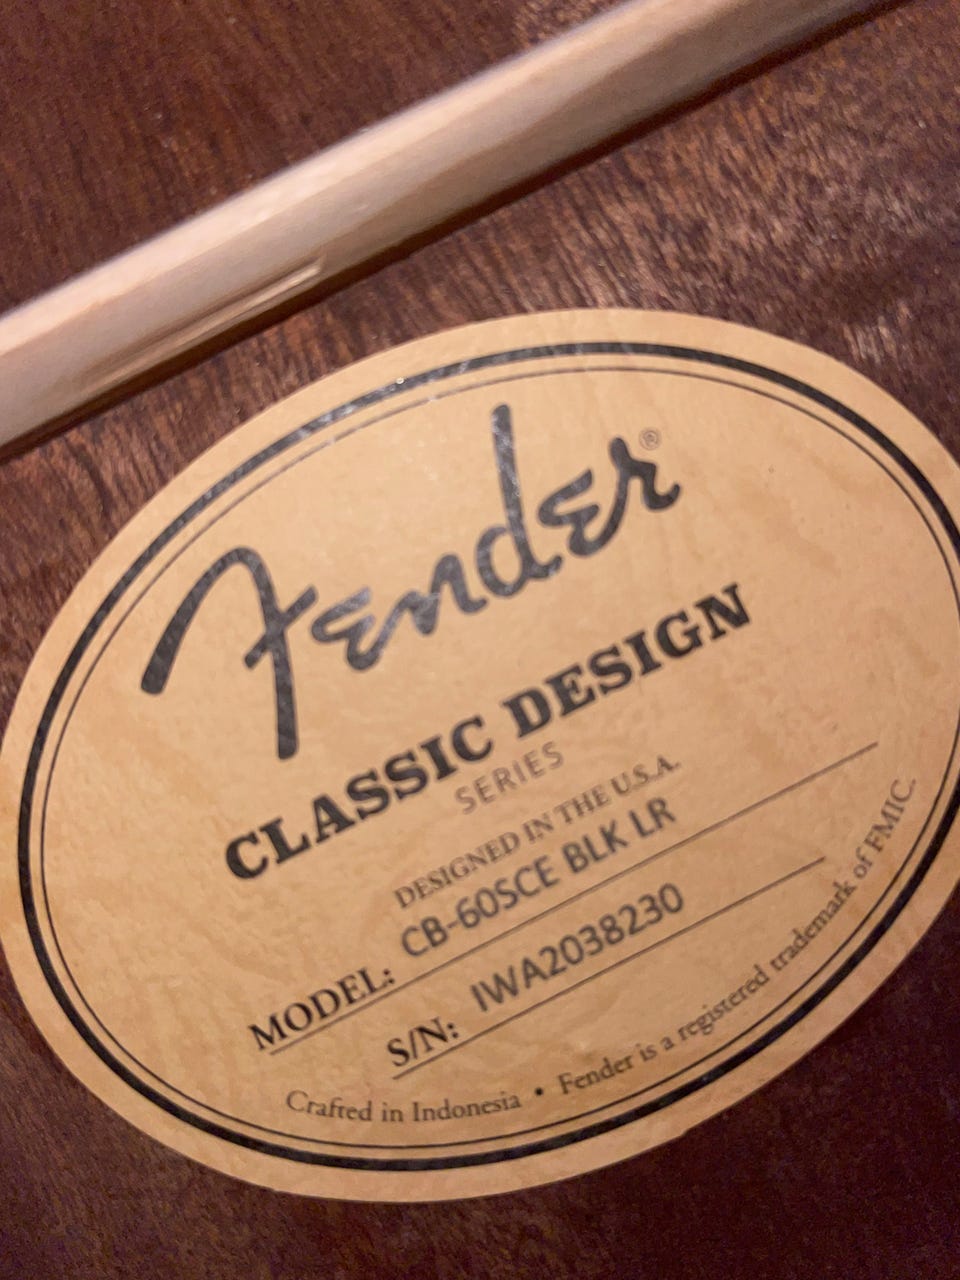 Fender®
CLASSIC DESIGN
SERIES
DESIGNED IN THE U.S.A.
MODEL: CB-60SCE BLK LR
S/N: IWA2038230
Crafted in Indonesia • Fender is a registered trademark of FMIC.